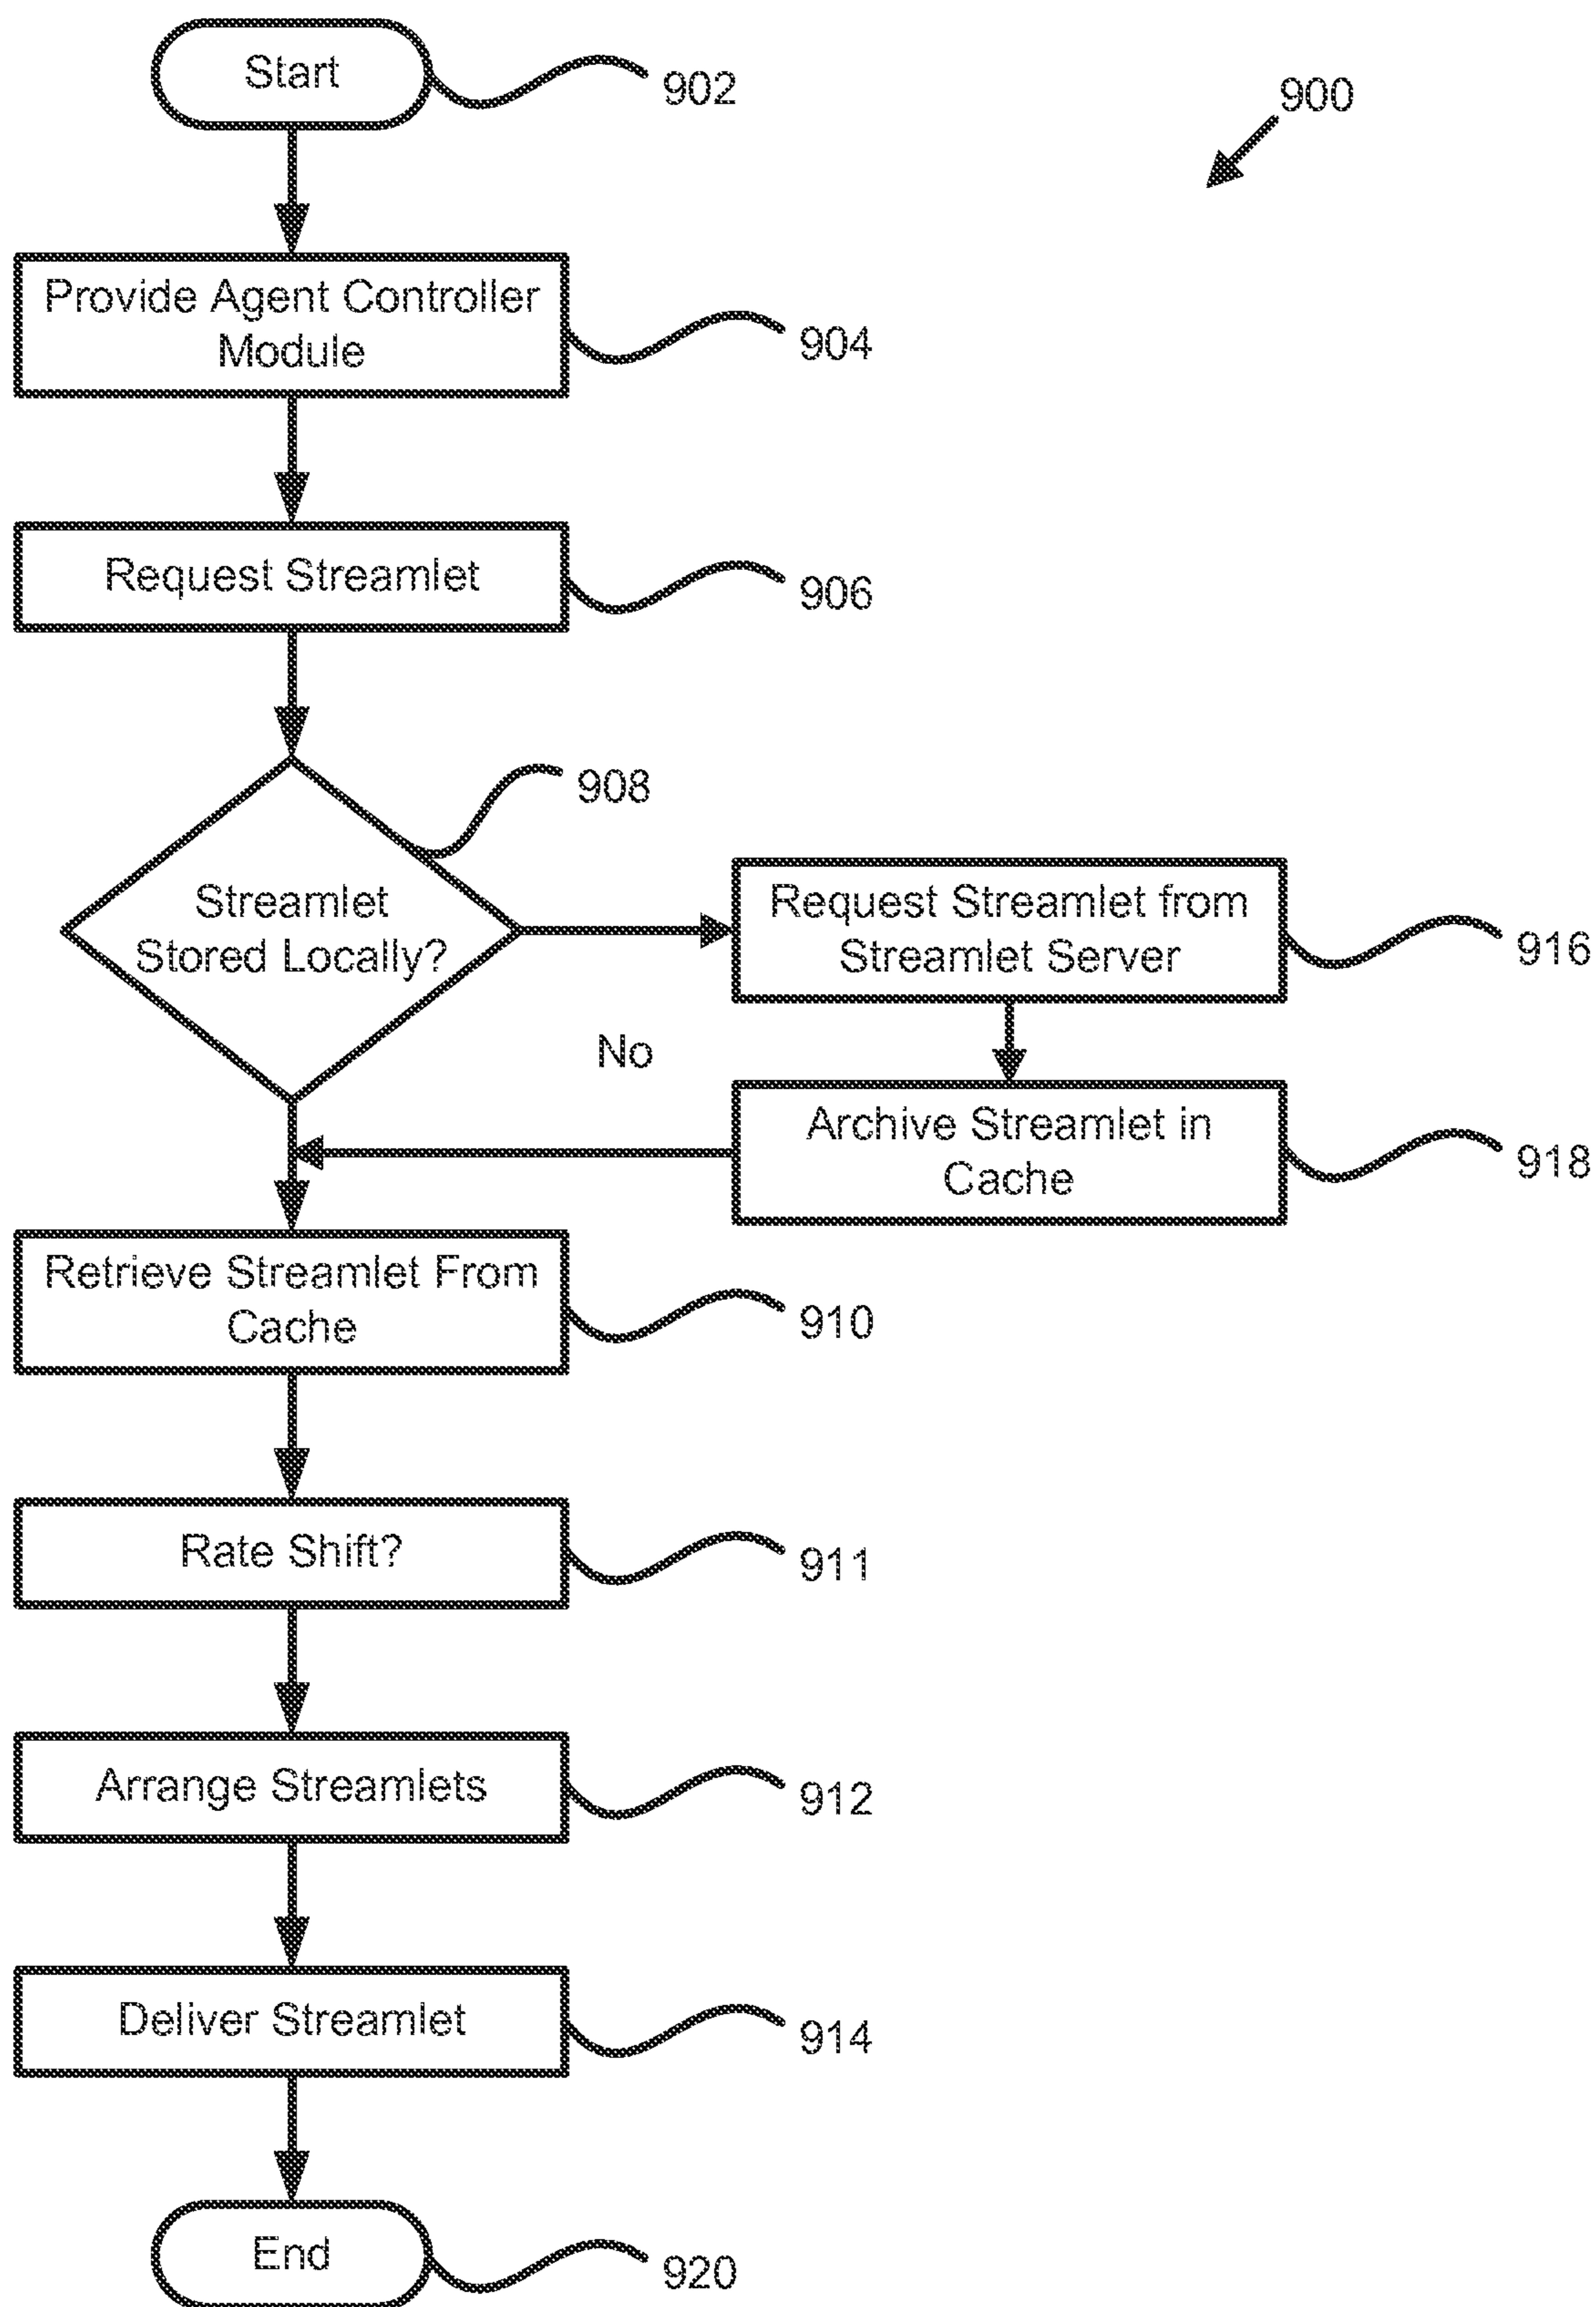 Start
902
900
Provide Agent Controller
Module
904
Request Streamlet
906
908
Streamlet
Stored Locally?
Request Streamlet from
Streamlet Server
916
No
Archive Streamlet in
Cache
918
Retrieve Streamlet From
Cache
910
Rate Shift?
911
Arrange Streamlets
912
Deliver Streamlet
914
End
920